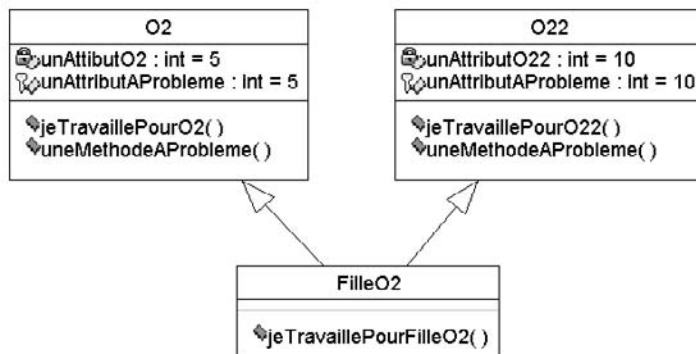 O2
unAttibutO2 : int = 5
unAttributAProbleme : int = 5
jeTravaillePourO2( )
uneMethodeAProbleme( )
O22
unAttributO22 : int = 10
unAttributAProbleme : int = 10
jeTravaillePourO22( )
uneMethodeAProbleme( )
FilleO2
jeTravaillePourFilleO2( )